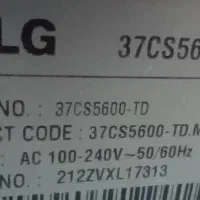 LG 37CS56
NO. : 37CS5600-TD
CT CODE : 37CS5600-TD.M
: AC 100-240V~50/60Hz
NO. : 212ZVXL17313